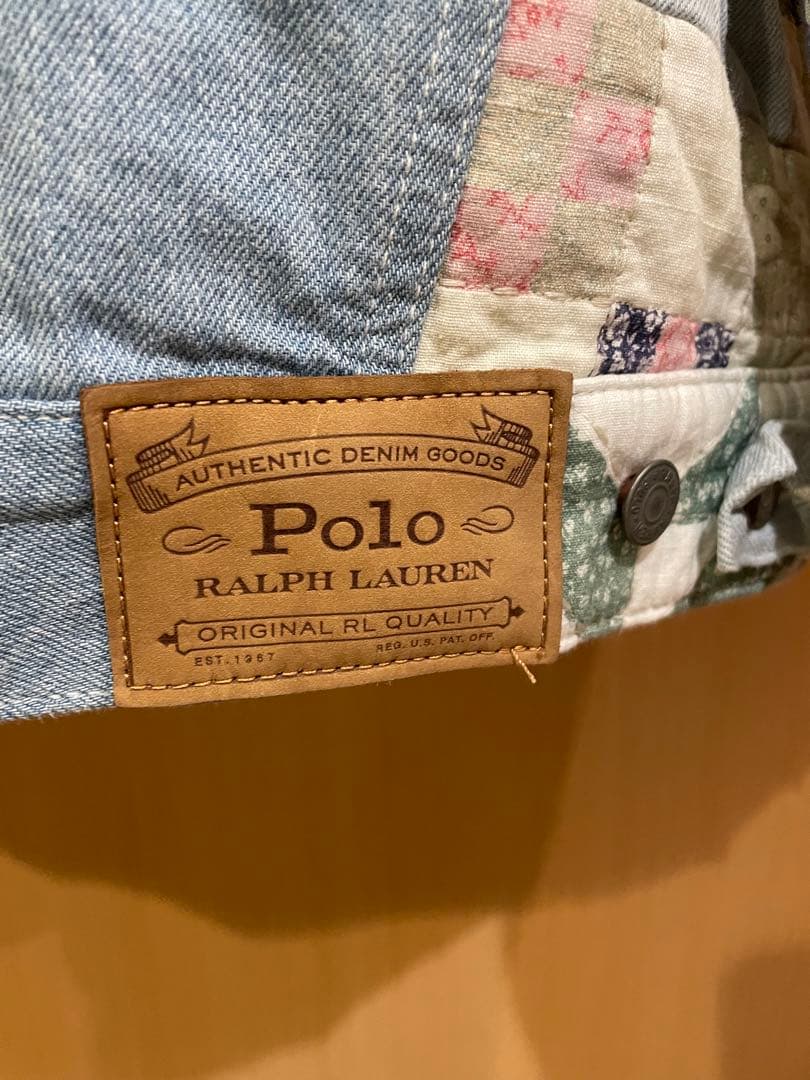 AUTHENTIC DENIM GOODS
Polo
RALPH LAUREN
ORIGINAL RL QUALITY
EST. 1967
REG. U.S. PAT. OFF.